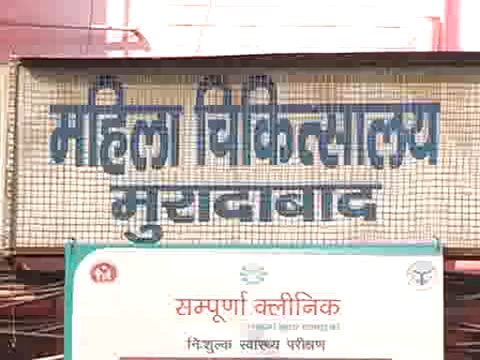 महिला चिकित्सालय
मुरादाबाद
सम्पूर्णा क्लीनिक
निःशुल्क स्वास्थ्य परीक्षण